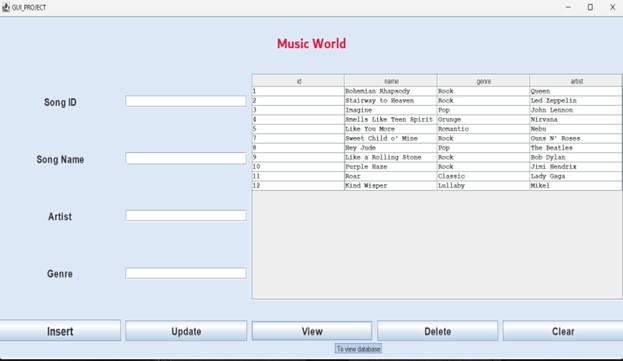 GUI_PROJECT
Music World
id name genre artist
1 Bohemian Rhapsody Rock Queen
2 Stairway to Heaven Rock Led Zeppelin
3 Imagine Pop John Lennon
4 Smells Like Teen Spirit Grunge Nirvana
5 Like You More Romantic Nebu
7 Sweet Child o' Mine Rock Guns N' Roses
8 Hey Jude Pop The Beatles
9 Like a Rolling Stone Rock Bob Dylan
10 Purple Haze Rock Jimi Hendrix
11 Roar Classic Lady Gaga
12 Kind Wisper Lullaby Mikel
Song ID
Song Name
Artist
Genre
Insert Update View Delete Clear
To view database